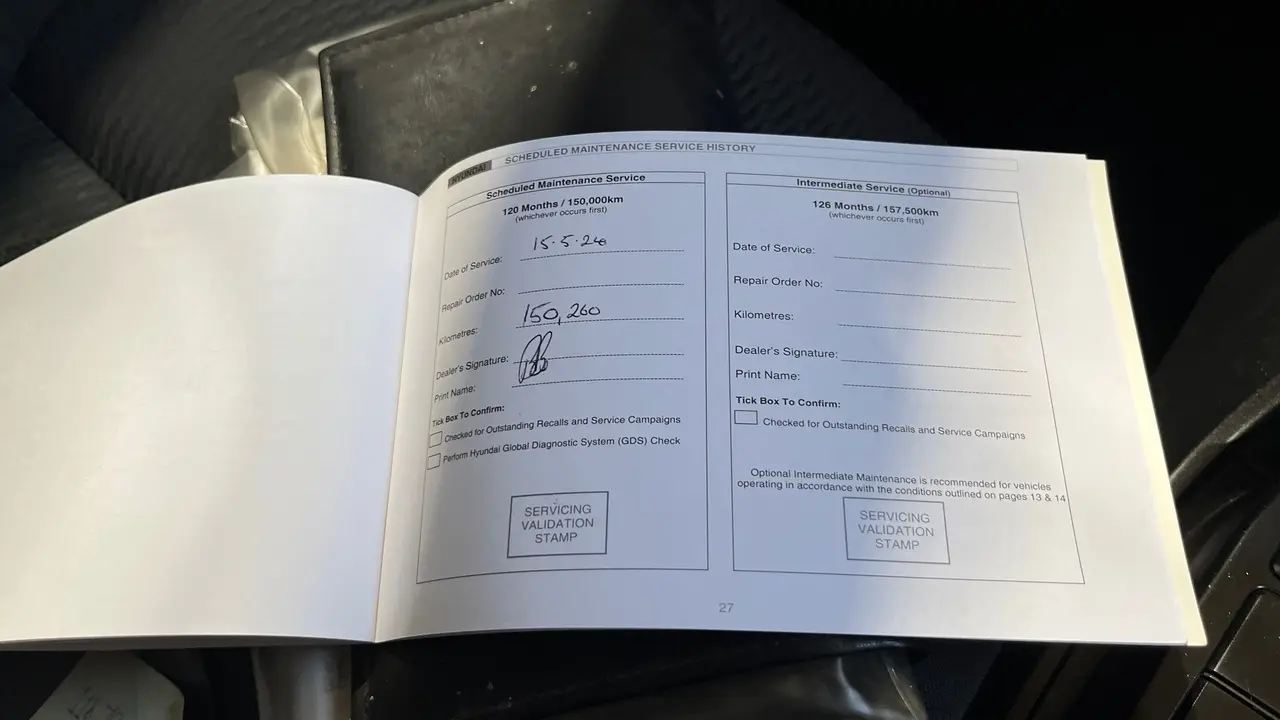 HYUNDAI SCHEDULED MAINTENANCE SERVICE HISTORY
Scheduled Maintenance Service
120 Months / 150,000km
(whichever occurs first)
Date of Service: 15.5.26
Repair Order No:
Kilometres: 150,260
Dealer's Signature:
Print Name:
Tick Box To Confirm:
Checked for Outstanding Recalls and Service Campaigns
Perform Hyundai Global Diagnostic System (GDS) Check
SERVICING
VALIDATION
STAMP
Intermediate Service (Optional)
126 Months / 157,500km
(whichever occurs first)
Date of Service:
Repair Order No:
Kilometres:
Dealer's Signature:
Print Name:
Tick Box To Confirm:
Checked for Outstanding Recalls and Service Campaigns
Optional Intermediate Maintenance is recommended for vehicles
operating in accordance with the conditions outlined on pages 13 & 14
SERVICING
VALIDATION
STAMP
27